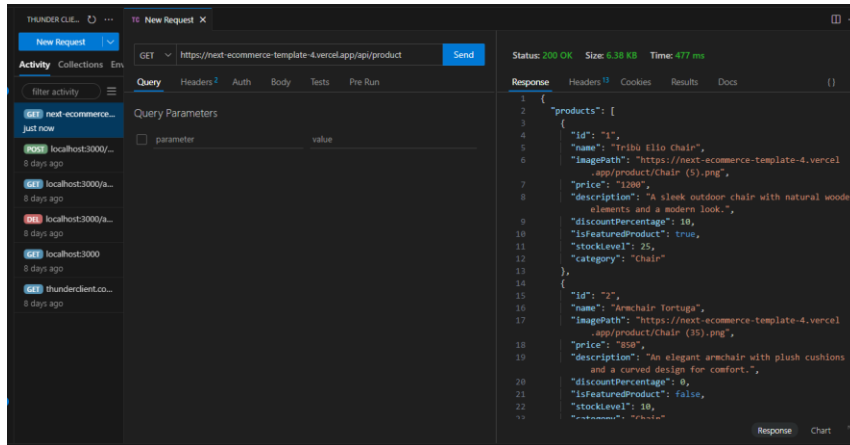 THUNDER CLIE...
New Request
Activity Collections Env
filter activity
GET next-ecommerce...
just now
POST localhost:3000/...
8 days ago
GET localhost:3000/a...
8 days ago
DEL localhost:3000/a...
8 days ago
GET localhost:3000
8 days ago
GET thunderclient.co...
8 days ago
TC New Request X
GET https://next-ecommerce-template-4.vercel.app/api/product Send
Query Headers 2 Auth Body Tests Pre Run
Query Parameters
parameter value
Status: 200 OK Size: 6.38 KB Time: 477 ms
Response Headers 13 Cookies Results Docs {}
1 {
2 "products": [
3 {
4 "id": "1",
5 "name": "Tribù Elio Chair",
6 "imagePath": "https://next-ecommerce-template-4.vercel
.app/product/Chair (5).png",
7 "price": "1200",
8 "description": "A sleek outdoor chair with natural woode
elements and a modern look.",
9 "discountPercentage": 10,
10 "isFeaturedProduct": true,
11 "stockLevel": 25,
12 "category": "Chair"
13 },
14 {
15 "id": "2",
16 "name": "Armchair Tortuga",
17 "imagePath": "https://next-ecommerce-template-4.vercel
.app/product/Chair (35).png",
18 "price": "850",
19 "description": "An elegant armchair with plush cushions
and a curved design for comfort.",
20 "discountPercentage": 0,
21 "isFeaturedProduct": false,
22 "stockLevel": 10,
23 "category": "Chair"
Response Chart